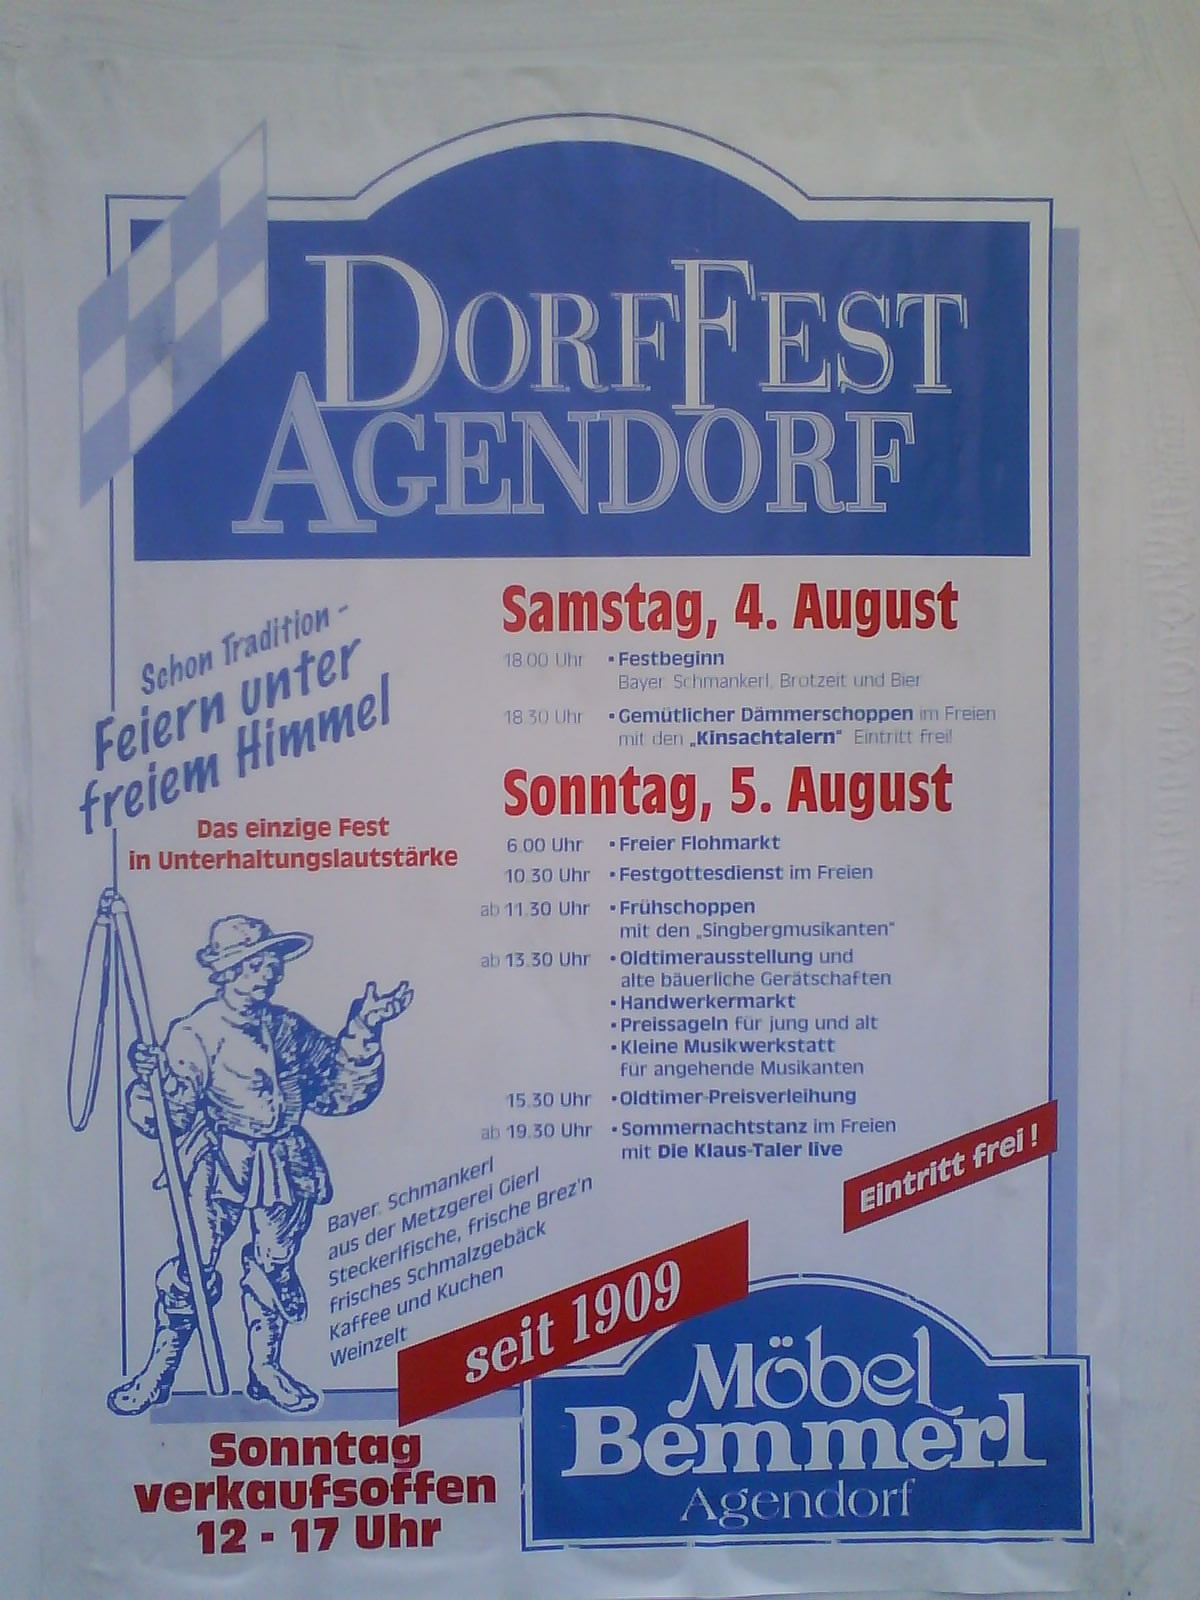 DORFFEST
AGENDORF
Schon Tradition -
Feiern unter
freiem Himmel
Das einzige Fest
in Unterhaltungslautstärke
Samstag, 4. August
18.00 Uhr ▪ Festbeginn
Bayer. Schmankerl, Brotzeit und Bier
18.30 Uhr ▪ Gemütlicher Dämmerschoppen im Freien
mit den „Kinsachtalern“ Eintritt frei!
Sonntag, 5. August
6.00 Uhr ▪ Freier Flohmarkt
10.30 Uhr ▪ Festgottesdienst im Freien
ab 11.30 Uhr ▪ Frühschoppen
mit den „Singbergmusikanten“
ab 13.30 Uhr ▪ Oldtimerausstellung und
alte bäuerliche Gerätschaften
▪ Handwerkermarkt
▪ Preissageln für jung und alt
▪ Kleine Musikwerkstatt
für angehende Musikanten
15.30 Uhr ▪ Oldtimer-Preisverleihung
ab 19.30 Uhr ▪ Sommernachtstanz im Freien
mit Die Klaus-Taler live
Eintritt frei!
Bayer. Schmankerl
aus der Metzgerei Gierl
Steckerlfische, frische Brez'n
frisches Schmalzgebäck
Kaffee und Kuchen
Weinzelt
seit 1909
Möbel
Bemmerl
Agendorf
Sonntag
verkaufsoffen
12 - 17 Uhr